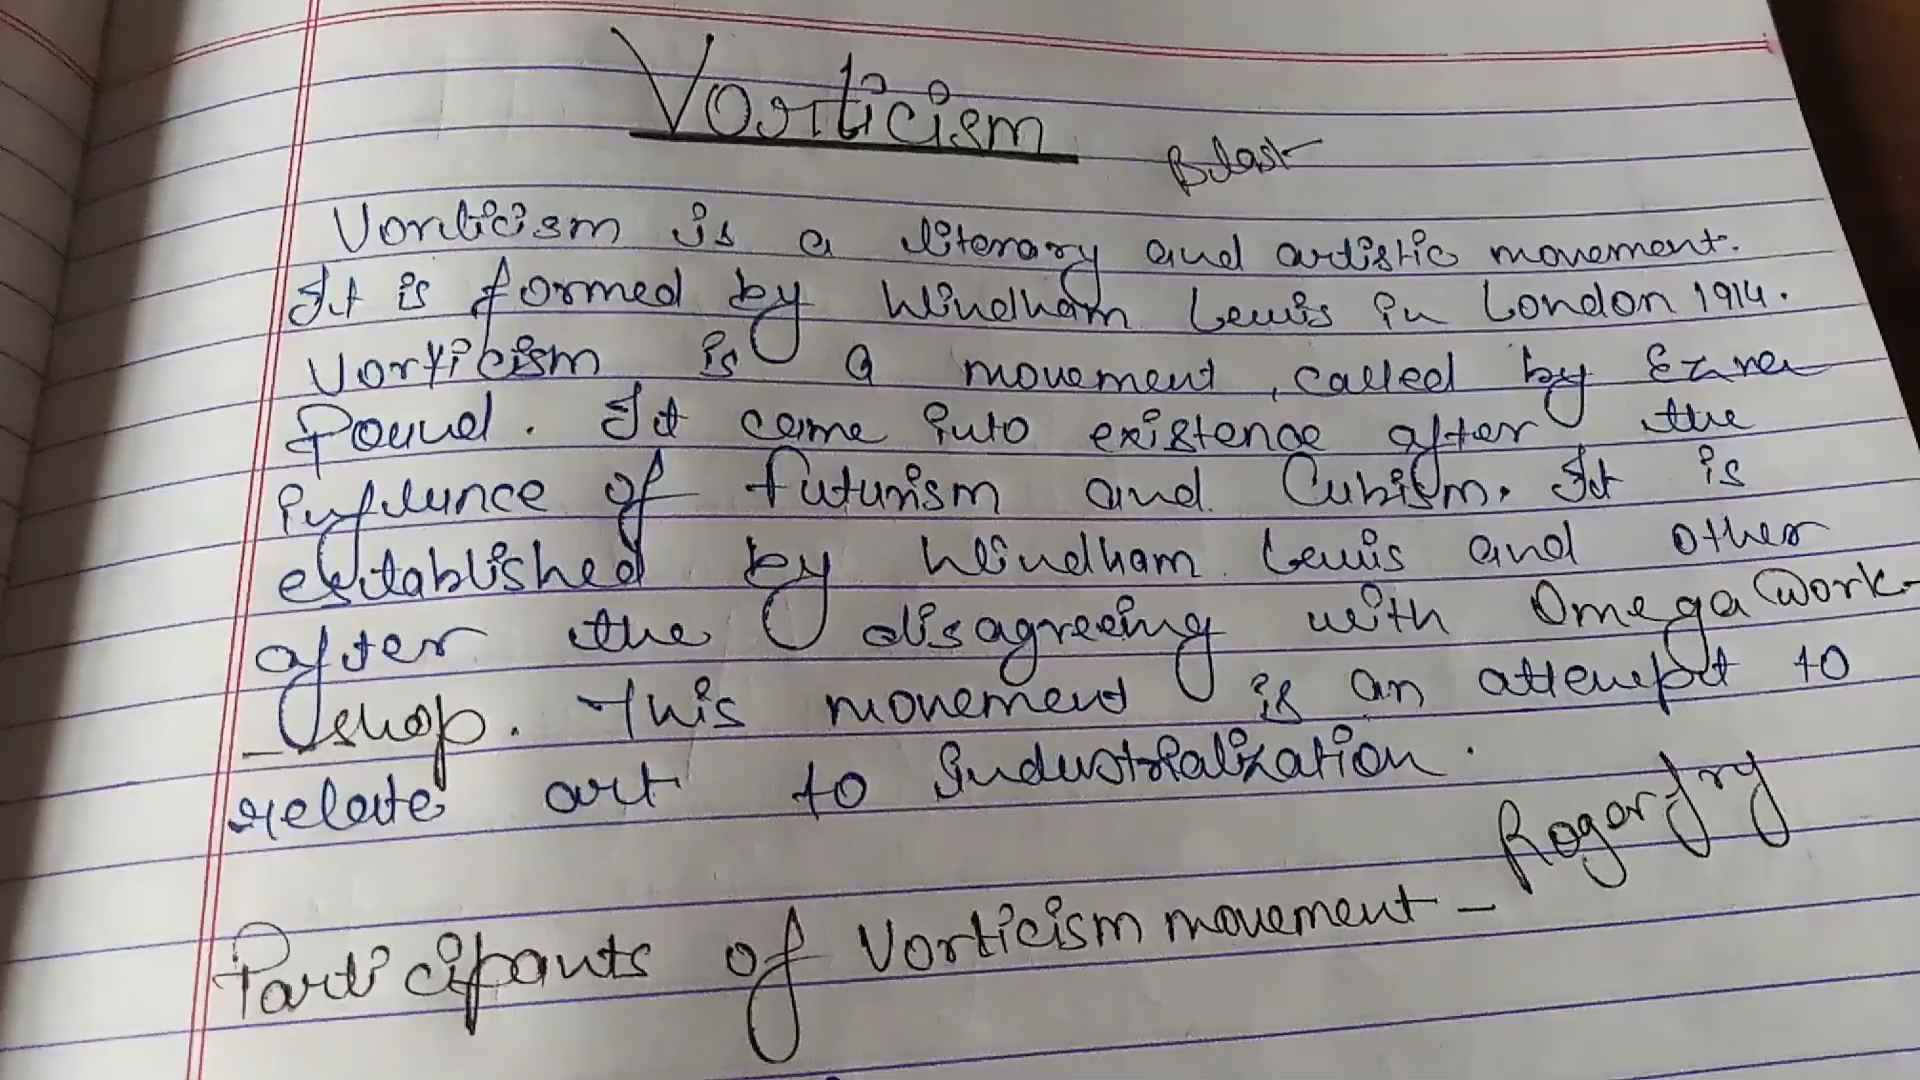 Vorticism
Blast
Vorticism is a literary and artistic movement.
It is formed by Windham Lewis in London 1914.
Vorticism is a movement, called by Ezra
Pound. It came into existence after the
influnce of futurism and Cubism. It is
established by Windham Lewis and other
after the disagreeing with Omega Work-
shop. This movement is an attempt to
relate art to Industrialization.
Roger fry
Participants of Vorticism movement -